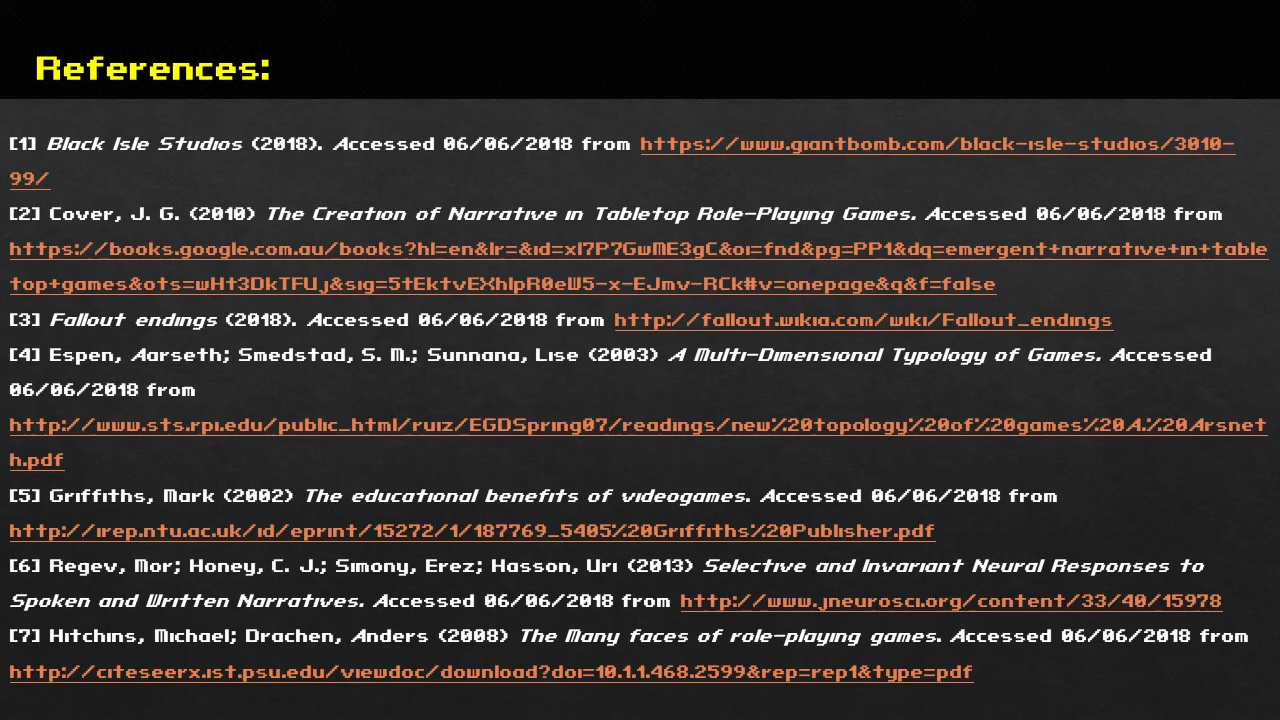 References:
[1] Black Isle Studios (2018). Accessed 06/06/2018 from https://www.giantbomb.com/black-isle-studios/3010-
99/
[2] Cover, J. G. (2010) The Creation of Narrative in Tabletop Role-Playing Games. Accessed 06/06/2018 from
https://books.google.com.au/books?hl=en&lr=&id=xI7P7GwME3gC&oi=fnd&pg=PP1&dq=emergent+narrative+in+table
top+games&ots=wHt3DkTFUj&sig=5tEktvEXhlpR0eW5-x-EJmv-RCk#v=onepage&q&f=false
[3] Fallout endings (2018). Accessed 06/06/2018 from http://fallout.wikia.com/wiki/Fallout_endings
[4] Espen, Aarseth; Smedstad, S. M.; Sunnana, Lise (2003) A Multi-Dimensional Typology of Games. Accessed
06/06/2018 from
http://www.sts.rpi.edu/public_html/ruiz/EGDSpring07/readings/new%20topology%20of%20games%20A.%20Arsnet
h.pdf
[5] Griffiths, Mark (2002) The educational benefits of videogames. Accessed 06/06/2018 from
http://irep.ntu.ac.uk/id/eprint/15272/1/187769_5405%20Griffiths%20Publisher.pdf
[6] Regev, Mor; Honey, C. J.; Simony, Erez; Hasson, Uri (2013) Selective and Invariant Neural Responses to
Spoken and Written Narratives. Accessed 06/06/2018 from http://www.jneurosci.org/content/33/40/15978
[7] Hitchins, Michael; Drachen, Anders (2008) The Many faces of role-playing games. Accessed 06/06/2018 from
http://citeseerx.ist.psu.edu/viewdoc/download?doi=10.1.1.468.2599&rep=rep1&type=pdf